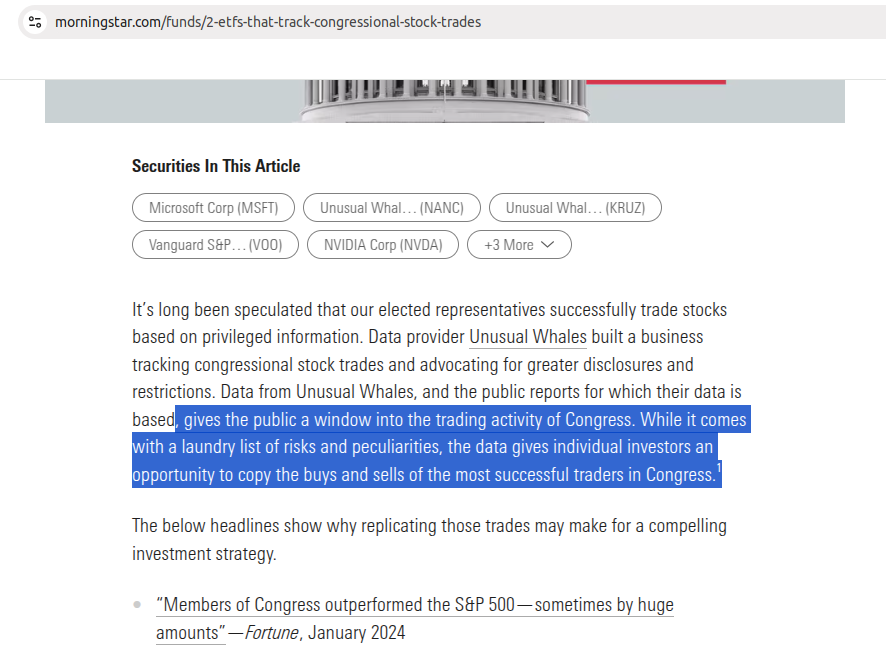 morningstar.com/funds/2-etfs-that-track-congressional-stock-trades
Securities In This Article
Microsoft Corp (MSFT)
Unusual Whal… (NANC)
Unusual Whal… (KRUZ)
Vanguard S&P… (VOO)
NVIDIA Corp (NVDA)
+3 More
It’s long been speculated that our elected representatives successfully trade stocks
based on privileged information. Data provider Unusual Whales built a business
tracking congressional stock trades and advocating for greater disclosures and
restrictions. Data from Unusual Whales, and the public reports for which their data is
based, gives the public a window into the trading activity of Congress. While it comes
with a laundry list of risks and peculiarities, the data gives individual investors an
opportunity to copy the buys and sells of the most successful traders in Congress.¹
The below headlines show why replicating those trades may make for a compelling
investment strategy.
“Members of Congress outperformed the S&P 500—sometimes by huge
amounts”—Fortune, January 2024